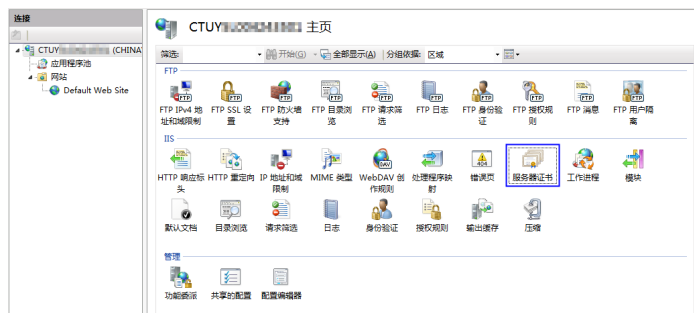 连接
CTUY (CHINA
应用程序池
网站
Default Web Site
CTUY 主页
筛选: 开始(G) 全部显示(A) 分组依据: 区域
FTP
FTP IPv4 地址和域限制
FTP SSL 设置
FTP 防火墙支持
FTP 目录浏览
FTP 请求筛选
FTP 日志
FTP 身份验证
FTP 授权规则
FTP 消息
FTP 用户隔离
IIS
HTTP 响应标头
HTTP 重定向
IP 地址和域限制
MIME 类型
WebDAV 创作规则
处理程序映射
错误页
服务器证书
工作进程
模块
默认文档
目录浏览
请求筛选
日志
身份验证
授权规则
输出缓存
压缩
管理
功能委派
共享的配置
配置编辑器